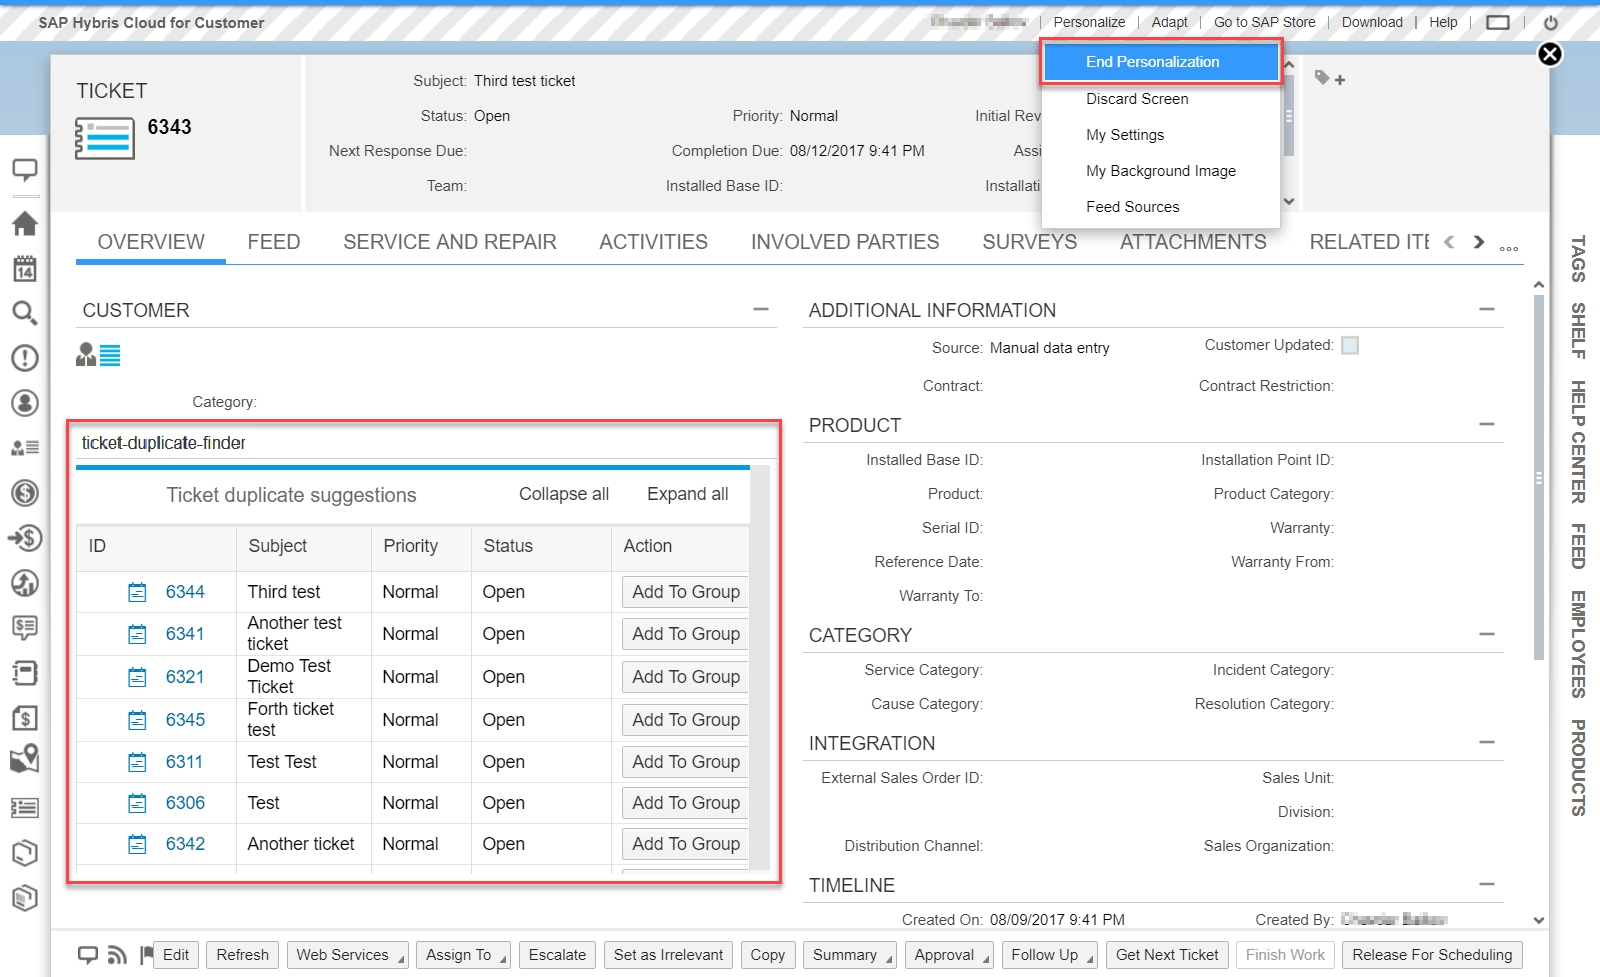 SAP Hybris Cloud for Customer
Personalize
Adapt
Go to SAP Store
Download
Help
End Personalization
Discard Screen
My Settings
My Background Image
Feed Sources
TICKET
6343
Subject: Third test ticket
Status: Open
Priority: Normal
Initial Rev
Next Response Due:
Completion Due: 08/12/2017 9:41 PM
Assi
Team:
Installed Base ID:
Installati
14
OVERVIEW
FEED
SERVICE AND REPAIR
ACTIVITIES
INVOLVED PARTIES
SURVEYS
ATTACHMENTS
RELATED ITE
CUSTOMER
Category:
ticket-duplicate-finder
Ticket duplicate suggestions
Collapse all
Expand all
ID Subject Priority Status Action
6344 Third test Normal Open Add To Group
6341 Another test ticket Normal Open Add To Group
6321 Demo Test Ticket Normal Open Add To Group
6345 Forth ticket test Normal Open Add To Group
6311 Test Test Normal Open Add To Group
6306 Test Normal Open Add To Group
6342 Another ticket Normal Open Add To Group
ADDITIONAL INFORMATION
Source: Manual data entry
Customer Updated:
Contract:
Contract Restriction:
PRODUCT
Installed Base ID:
Installation Point ID:
Product:
Product Category:
Serial ID:
Warranty:
Reference Date:
Warranty From:
Warranty To:
CATEGORY
Service Category:
Incident Category:
Cause Category:
Resolution Category:
INTEGRATION
External Sales Order ID:
Sales Unit:
Division:
Distribution Channel:
Sales Organization:
TIMELINE
Created On: 08/09/2017 9:41 PM
Created By:
TAGS
SHELF
HELP CENTER
FEED
EMPLOYEES
PRODUCTS
Edit
Refresh
Web Services
Assign To
Escalate
Set as Irrelevant
Copy
Summary
Approval
Follow Up
Get Next Ticket
Finish Work
Release For Scheduling